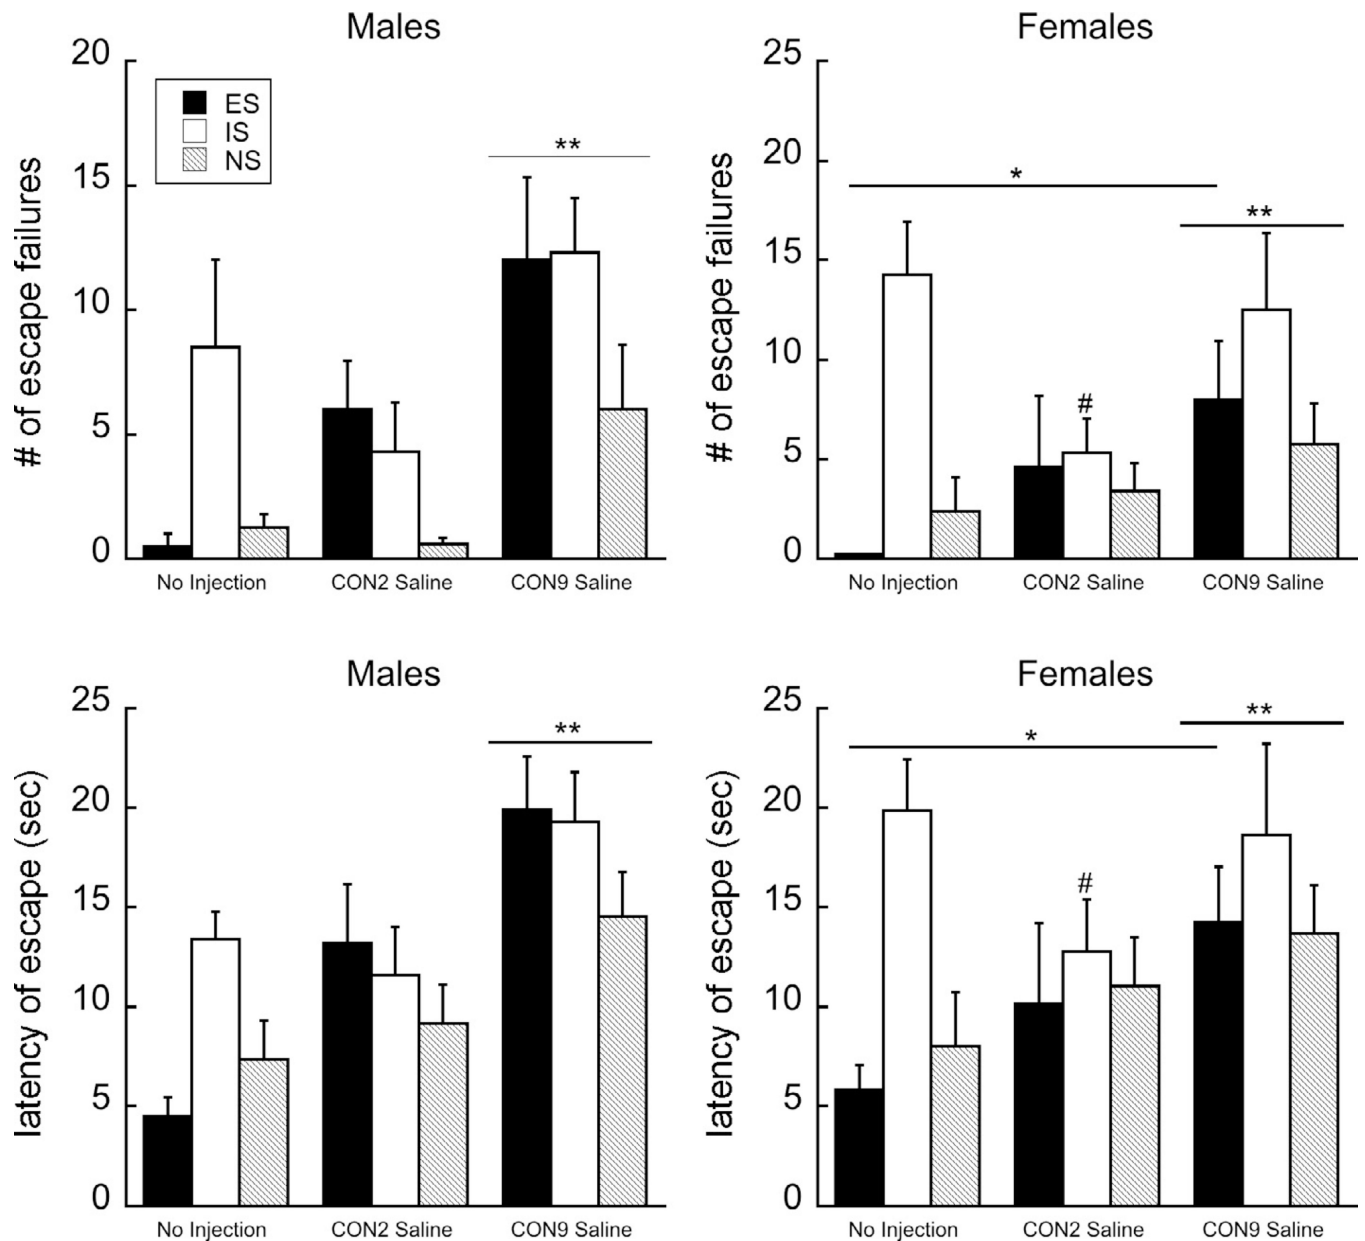 Males
# of escape failures
20
15
10
5
0
ES
IS
NS
**
No Injection
CON2 Saline
CON9 Saline
Females
# of escape failures
25
20
15
10
5
0
*
**
#
No Injection
CON2 Saline
CON9 Saline
Males
latency of escape (sec)
25
20
15
10
5
0
**
No Injection
CON2 Saline
CON9 Saline
Females
latency of escape (sec)
25
20
15
10
5
0
*
**
#
No Injection
CON2 Saline
CON9 Saline